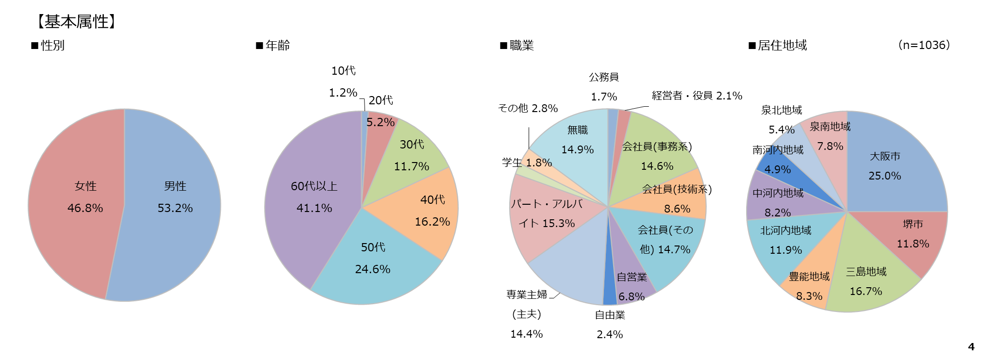 【基本属性】
■性別
女性
46.8%
男性
53.2%
■年齢
10代
1.2%
20代
5.2%
30代
11.7%
40代
16.2%
50代
24.6%
60代以上
41.1%
■職業
公務員
1.7%
経営者・役員 2.1%
会社員(事務系)
14.6%
会社員(技術系)
8.6%
会社員(その
他) 14.7%
自営業
6.8%
自由業
2.4%
専業主婦
(主夫)
14.4%
パート・アルバ
イト 15.3%
学生 1.8%
その他 2.8%
無職
14.9%
■居住地域
（n=1036）
大阪市
25.0%
堺市
11.8%
三島地域
16.7%
豊能地域
8.3%
北河内地域
11.9%
中河内地域
8.2%
南河内地域
4.9%
泉北地域
5.4%
泉南地域
7.8%
4